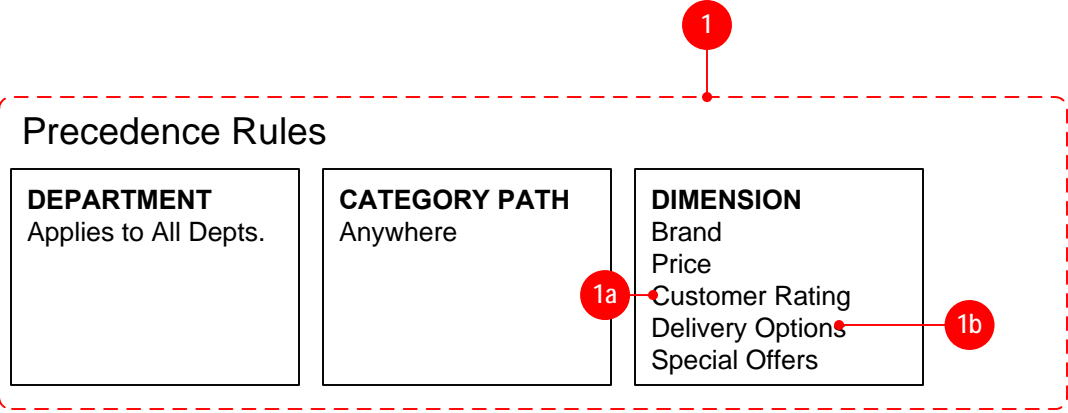 1
Precedence Rules
DEPARTMENT
Applies to All Depts.
CATEGORY PATH
Anywhere
DIMENSION
Brand
Price
1a
Customer Rating
Delivery Options
1b
Special Offers